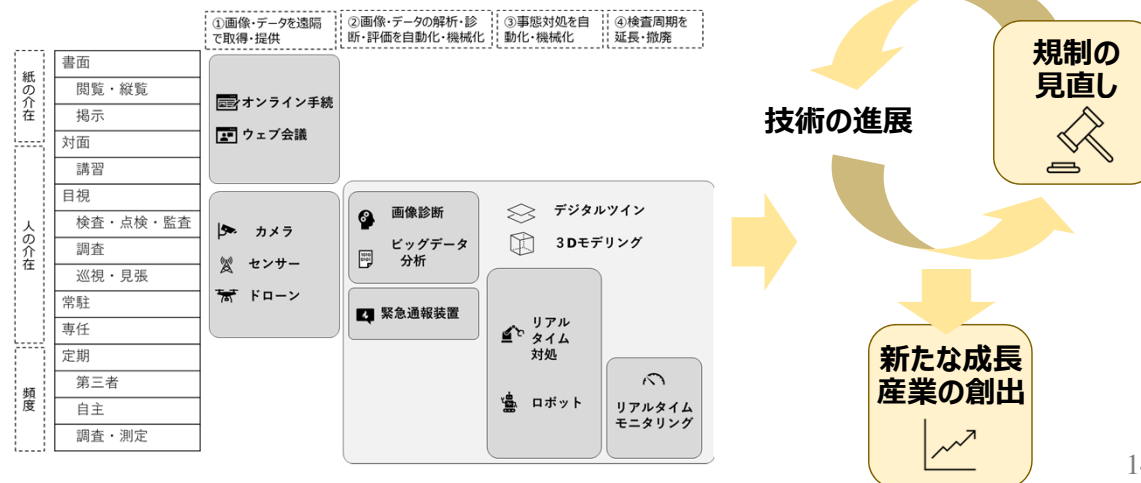 ①画像・データを遠隔
で取得・提供
②画像・データの解析・診
断・評価を自動化・機械化
③事態対処を自
動化・機械化
④検査周期を
延長・撤廃
紙の介在
人の介在
頻度
書面
閲覧・縦覧
掲示
対面
講習
目視
検査・点検・監査
調査
巡視・見張
常駐
専任
定期
第三者
自主
調査・測定
オンライン手続
ウェブ会議
カメラ
センサー
ドローン
画像診断
ビッグデータ
分析
緊急通報装置
デジタルツイン
3Dモデリング
リアル
タイム
対処
ロボット
リアルタイム
モニタリング
技術の進展
規制の
見直し
新たな成長
産業の創出